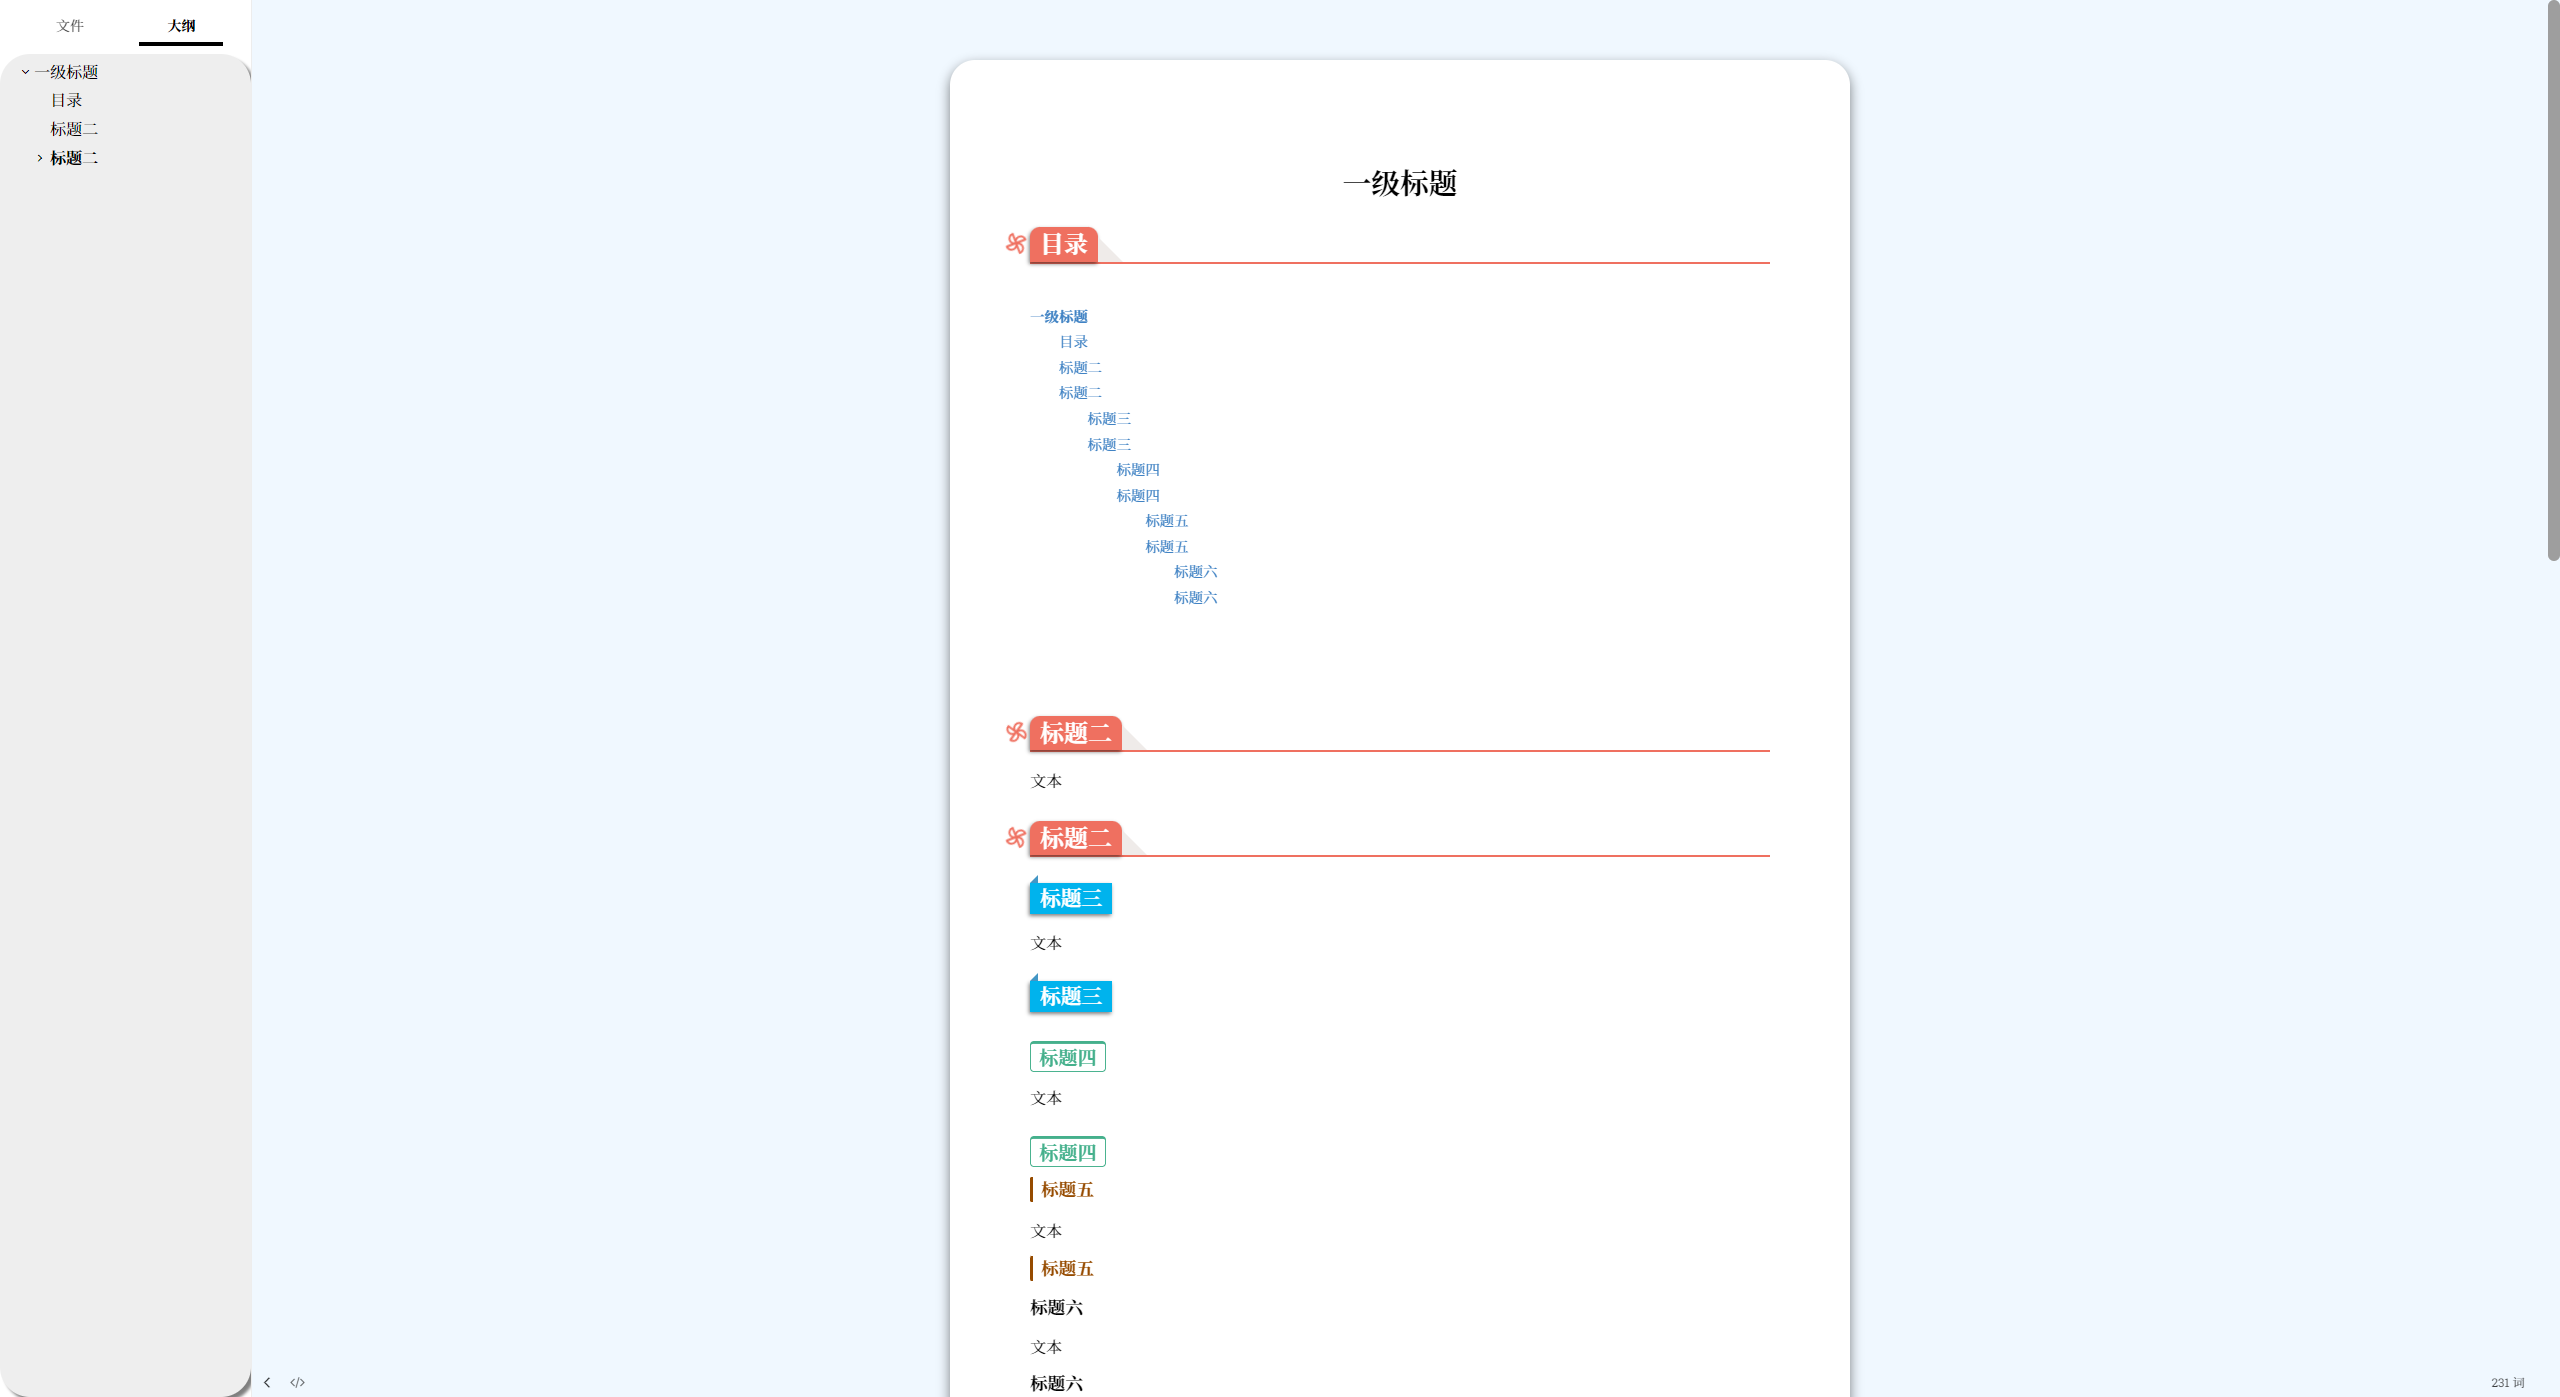 文件 大纲
一级标题
目录
标题二
标题二
一级标题
目录
一级标题
目录
标题二
标题二
标题三
标题三
标题四
标题四
标题五
标题五
标题六
标题六
标题二
文本
标题二
标题三
文本
标题三
标题四
文本
标题四
标题五
文本
标题五
标题六
文本
标题六
231 词